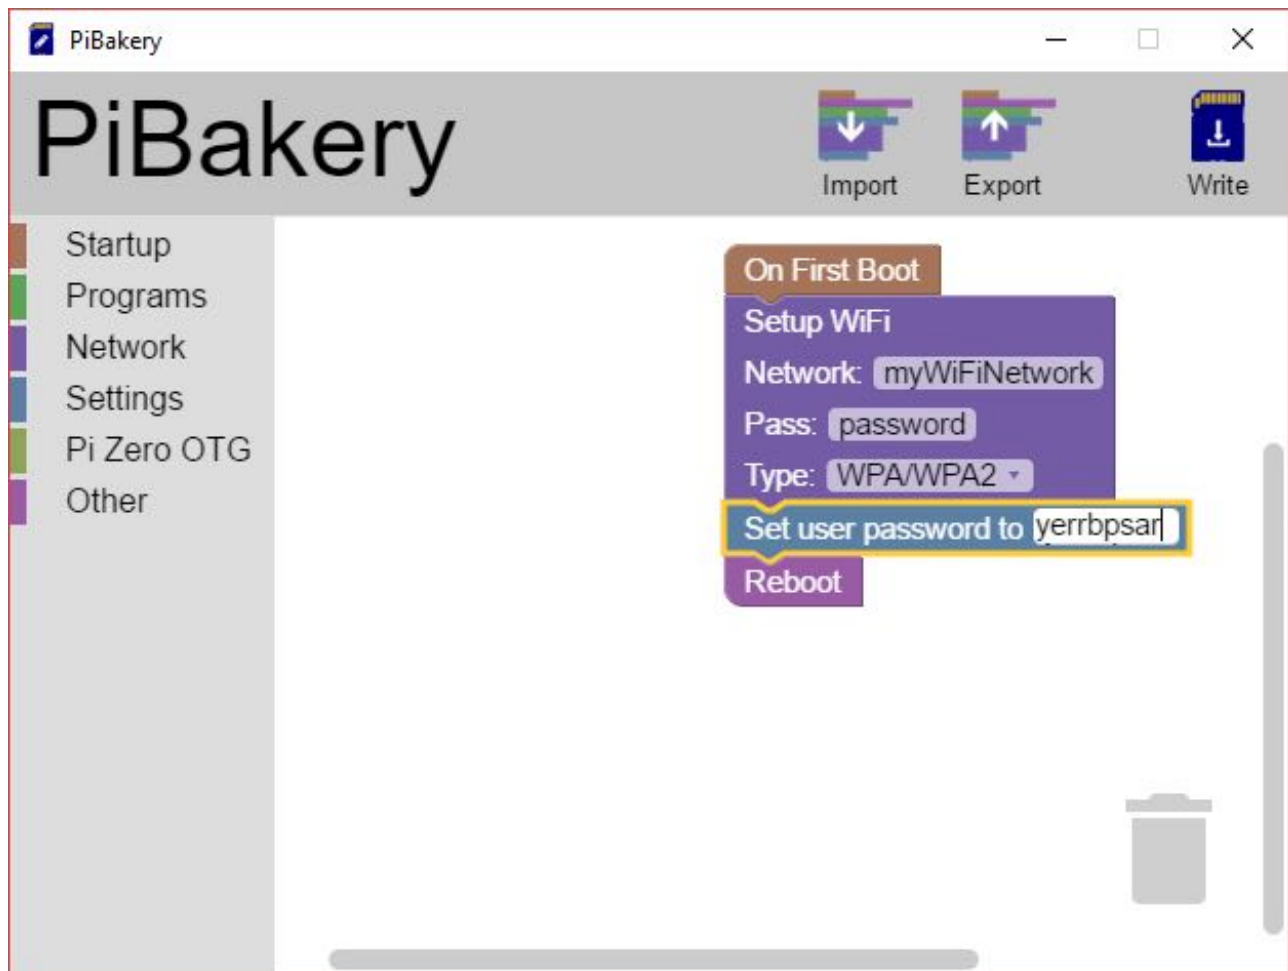 PiBakery
PiBakery
Import
Export
Write
Startup
Programs
Network
Settings
Pi Zero OTG
Other
On First Boot
Setup WiFi
Network: myWiFiNetwork
Pass: password
Type: WPA/WPA2
Set user password to yerrbpsar
Reboot